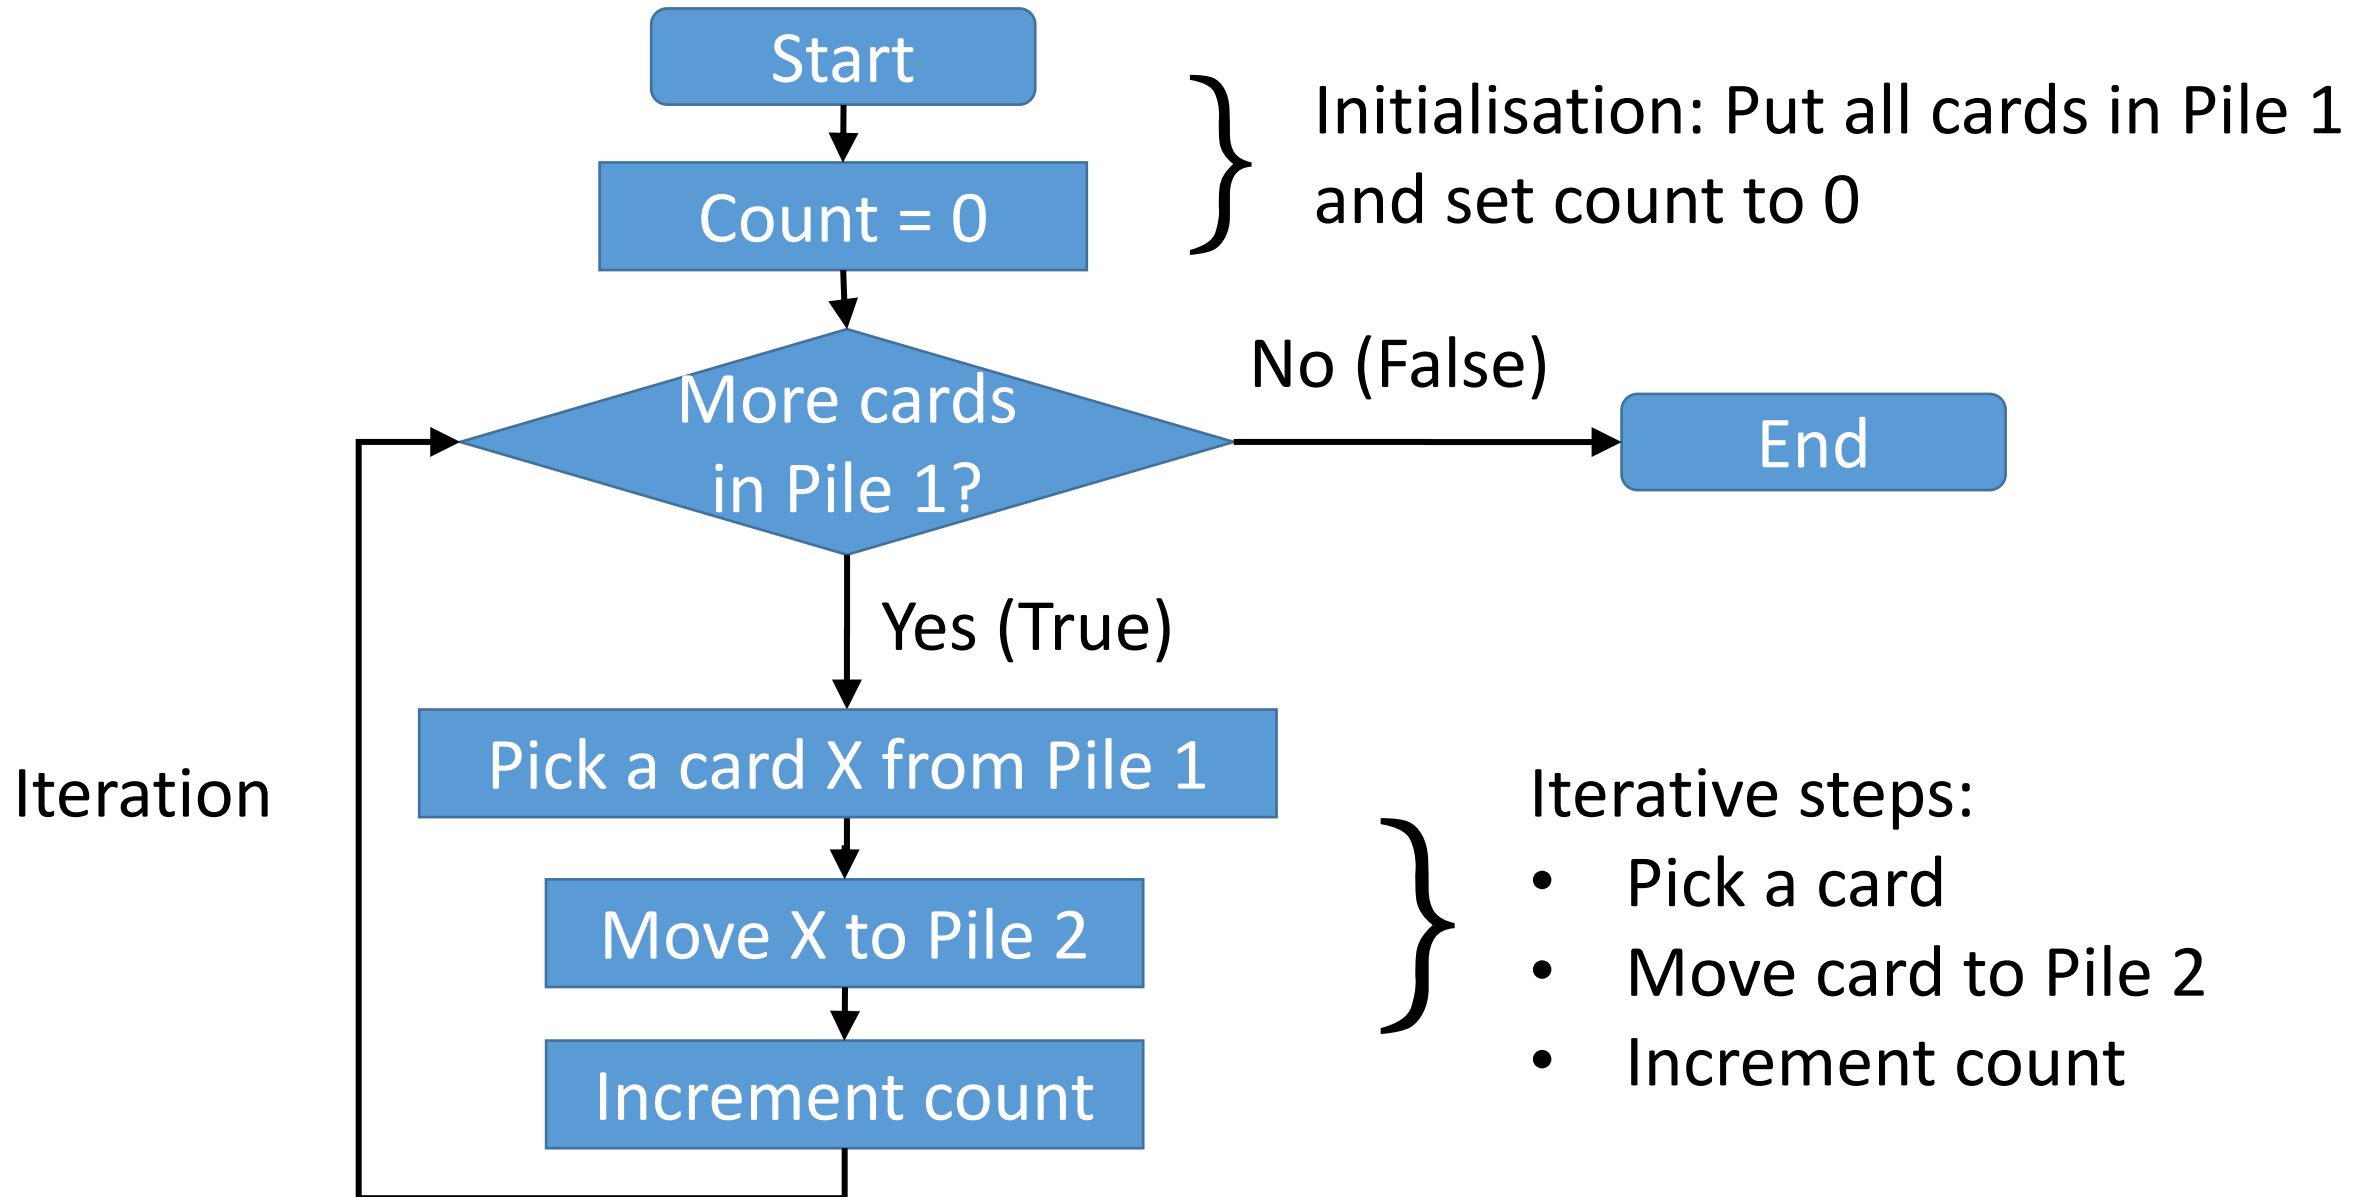 Start
Initialisation: Put all cards in Pile 1
and set count to 0
Count = 0
More cards
in Pile 1?
No (False)
End
Yes (True)
Iteration
Pick a card X from Pile 1
Move X to Pile 2
Increment count
Iterative steps:
• Pick a card
• Move card to Pile 2
• Increment count